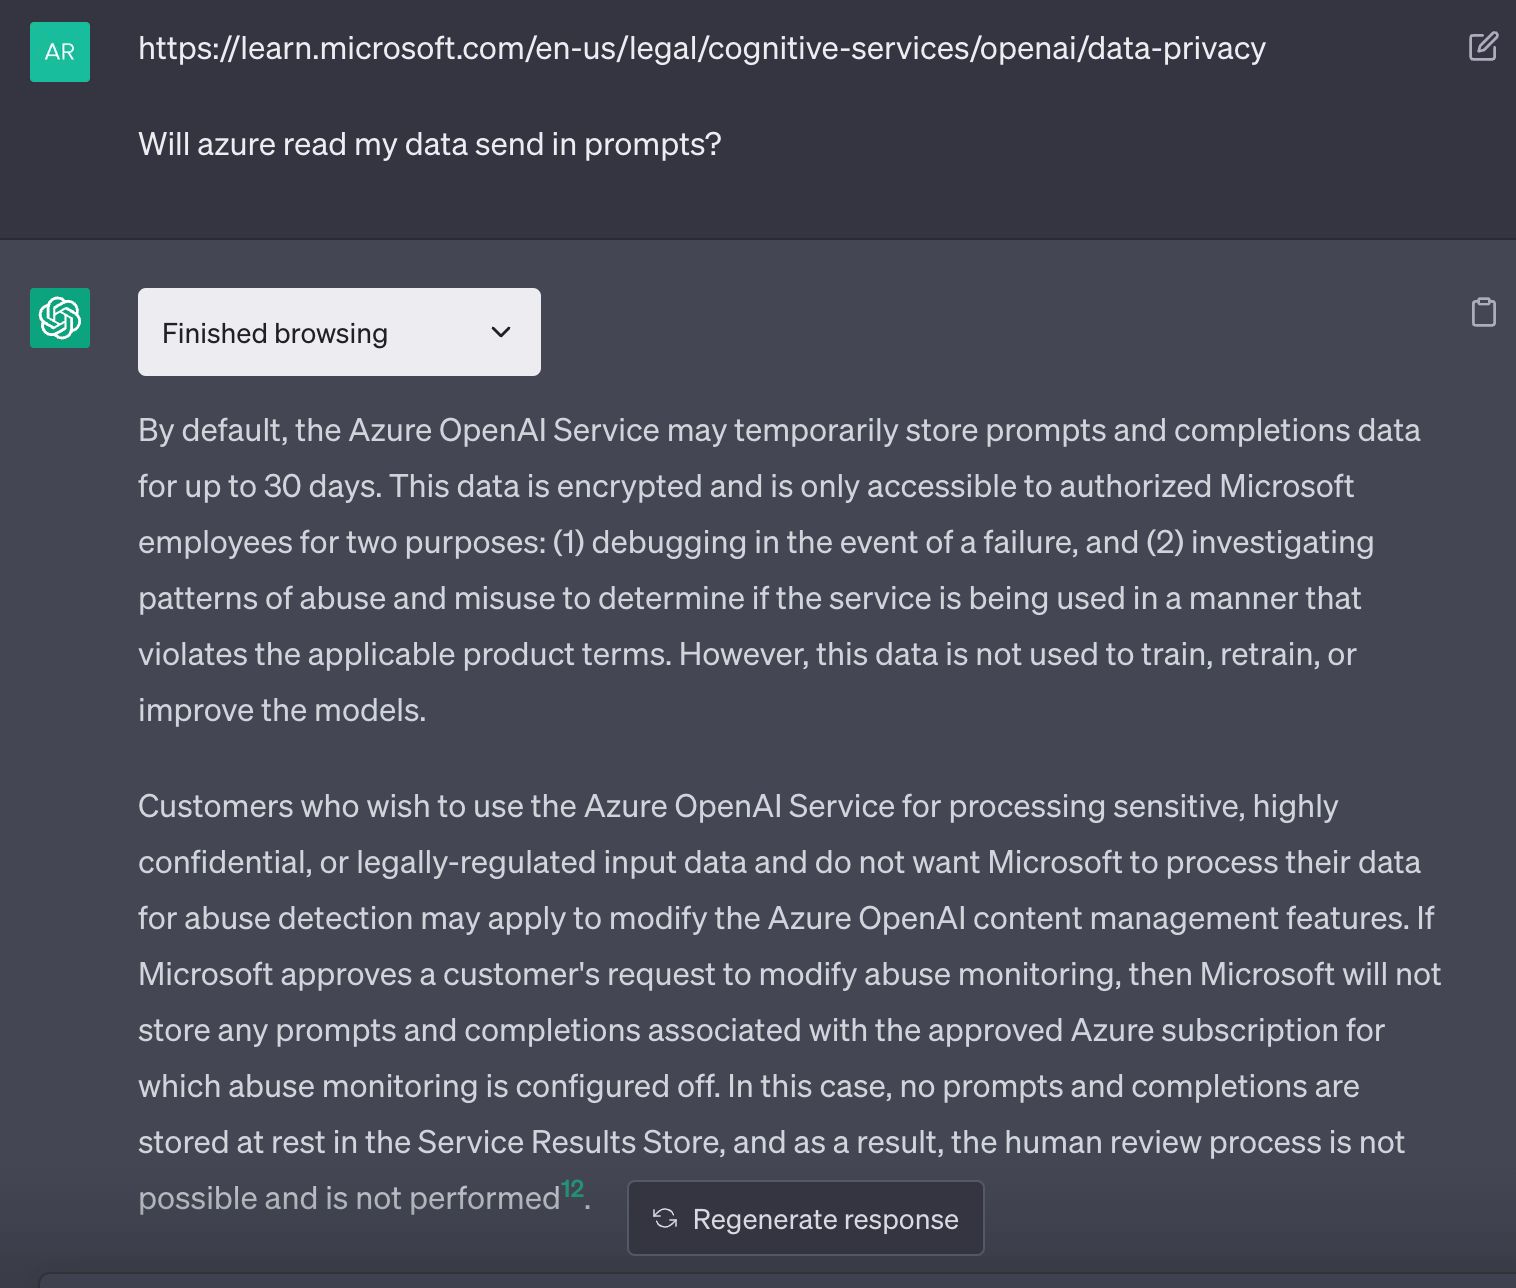 AR
https://learn.microsoft.com/en-us/legal/cognitive-services/openai/data-privacy
Will azure read my data send in prompts?
Finished browsing
By default, the Azure OpenAI Service may temporarily store prompts and completions data
for up to 30 days. This data is encrypted and is only accessible to authorized Microsoft
employees for two purposes: (1) debugging in the event of a failure, and (2) investigating
patterns of abuse and misuse to determine if the service is being used in a manner that
violates the applicable product terms. However, this data is not used to train, retrain, or
improve the models.
Customers who wish to use the Azure OpenAI Service for processing sensitive, highly
confidential, or legally-regulated input data and do not want Microsoft to process their data
for abuse detection may apply to modify the Azure OpenAI content management features. If
Microsoft approves a customer's request to modify abuse monitoring, then Microsoft will not
store any prompts and completions associated with the approved Azure subscription for
which abuse monitoring is configured off. In this case, no prompts and completions are
stored at rest in the Service Results Store, and as a result, the human review process is not
possible and is not performed12.
Regenerate response